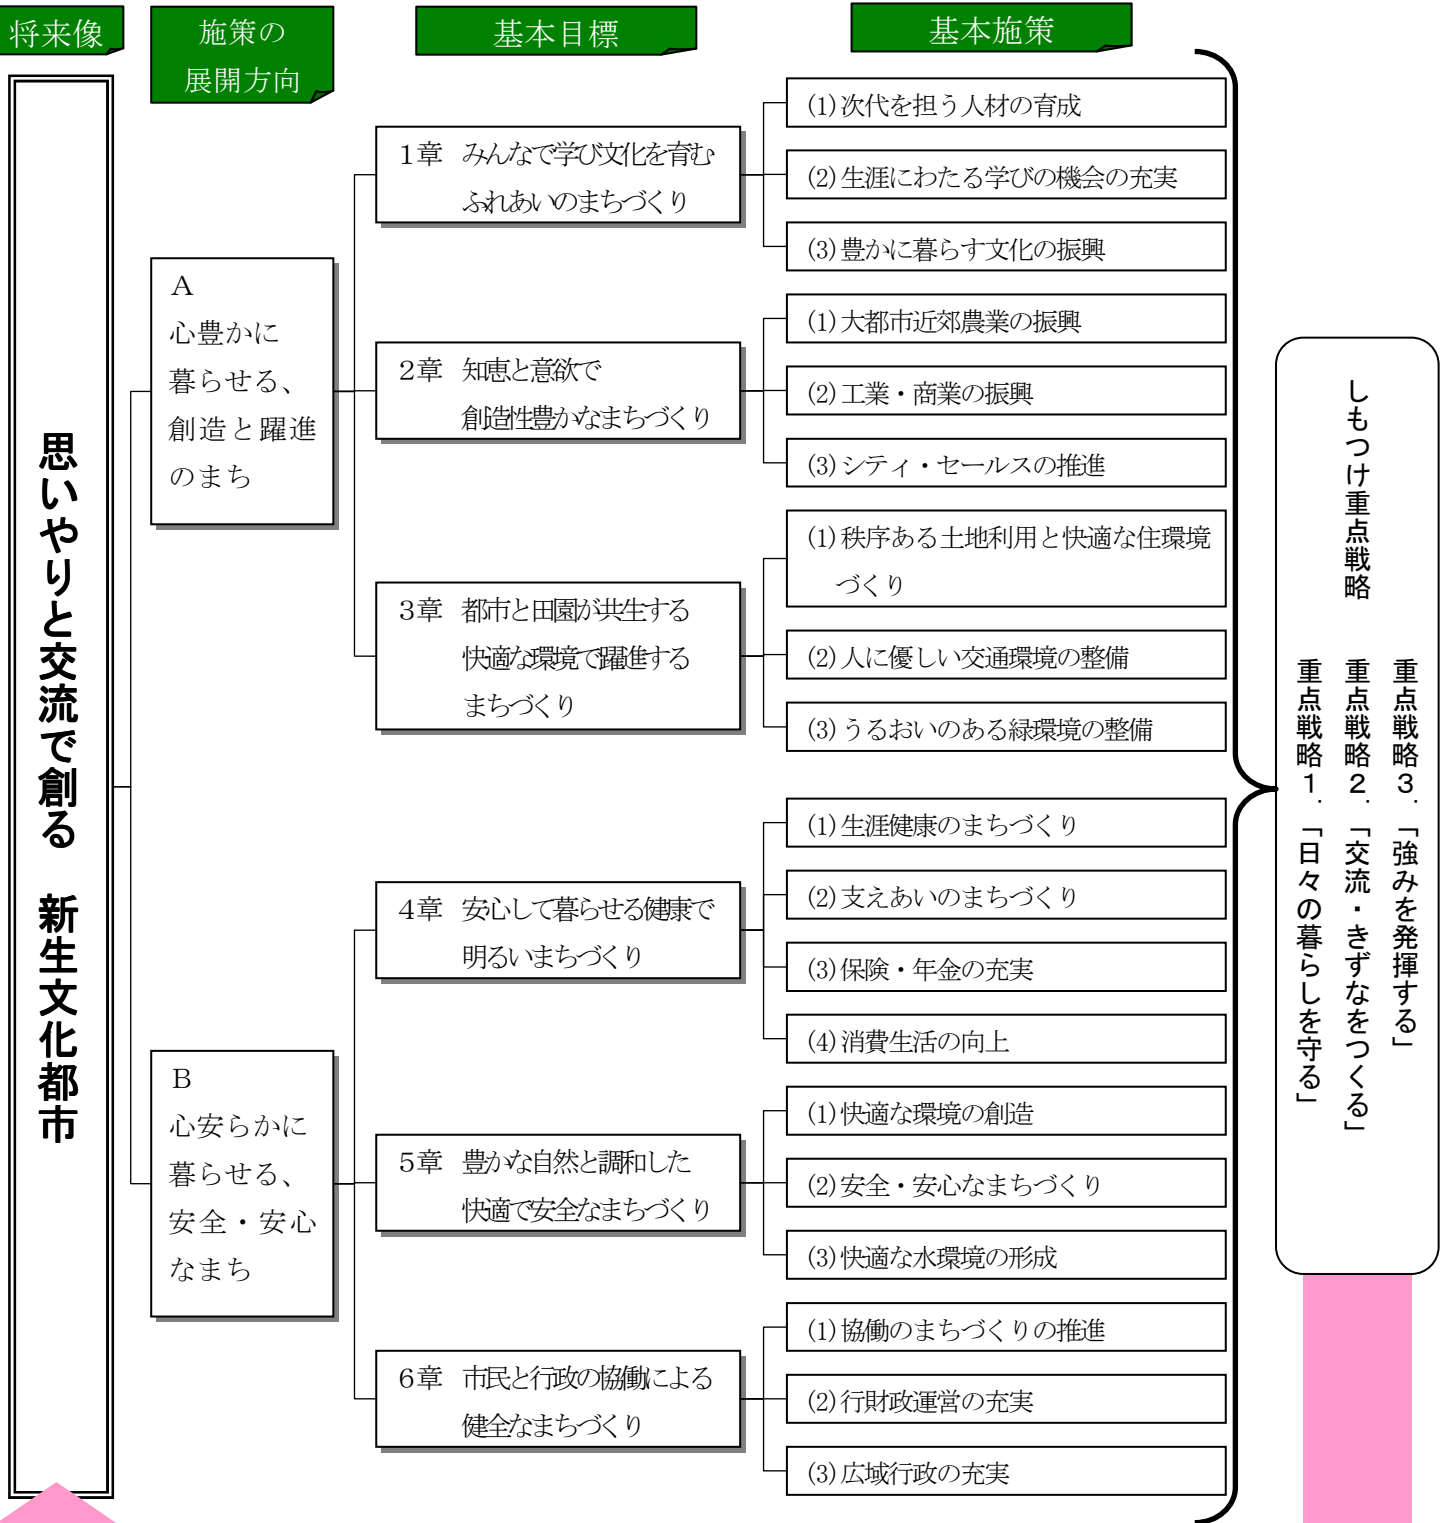 将来像
施策の
展開方向
基本目標
基本施策
思いやりと交流で創る　新生文化都市
A
心豊かに
暮らせる、
創造と躍進
のまち
1章　みんなで学び文化を育む
ふれあいのまちづくり
(1)次代を担う人材の育成
(2)生涯にわたる学びの機会の充実
(3)豊かに暮らす文化の振興
2章　知恵と意欲で
創造性豊かなまちづくり
(1)大都市近郊農業の振興
(2)工業・商業の振興
(3)シティ・セールスの推進
3章　都市と田園が共生する
快適な環境で躍進する
まちづくり
(1)秩序ある土地利用と快適な住環境
づくり
(2)人に優しい交通環境の整備
(3)うるおいのある緑環境の整備
B
心安らかに
暮らせる、
安全・安心
なまち
4章　安心して暮らせる健康で
明るいまちづくり
(1)生涯健康のまちづくり
(2)支えあいのまちづくり
(3)保険・年金の充実
(4)消費生活の向上
5章　豊かな自然と調和した
快適で安全なまちづくり
(1)快適な環境の創造
(2)安全・安心なまちづくり
(3)快適な水環境の形成
6章　市民と行政の協働による
健全なまちづくり
(1)協働のまちづくりの推進
(2)行財政運営の充実
(3)広域行政の充実
しもつけ重点戦略
重点戦略1．「日々の暮らしを守る」
重点戦略2．「交流・きずなをつくる」
重点戦略3．「強みを発揮する」